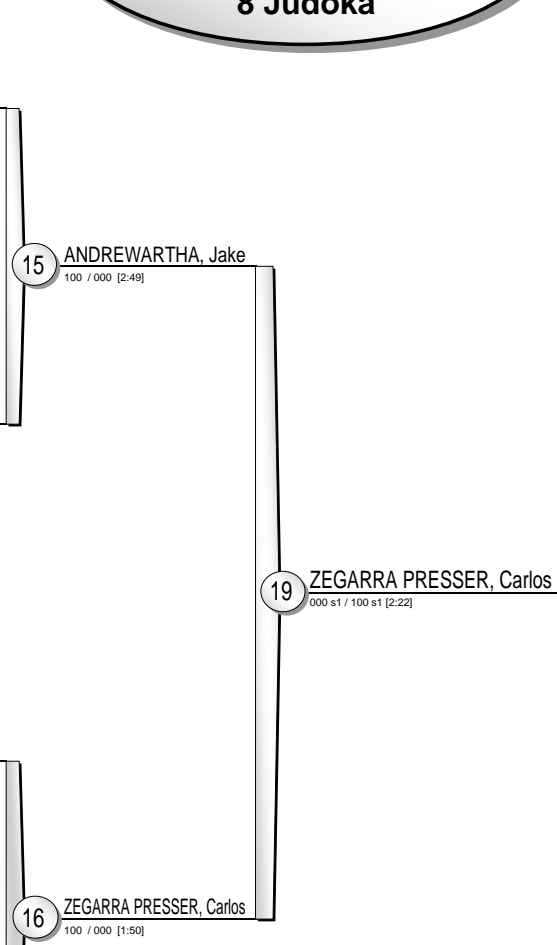 8 Judoka
15
ANDREWARTHA, Jake
100 / 000 [2:49]
19
ZEGARRA PRESSER, Carlos
000 s1 / 100 s1 [2:22]
16
ZEGARRA PRESSER, Carlos
100 / 000 [1:50]